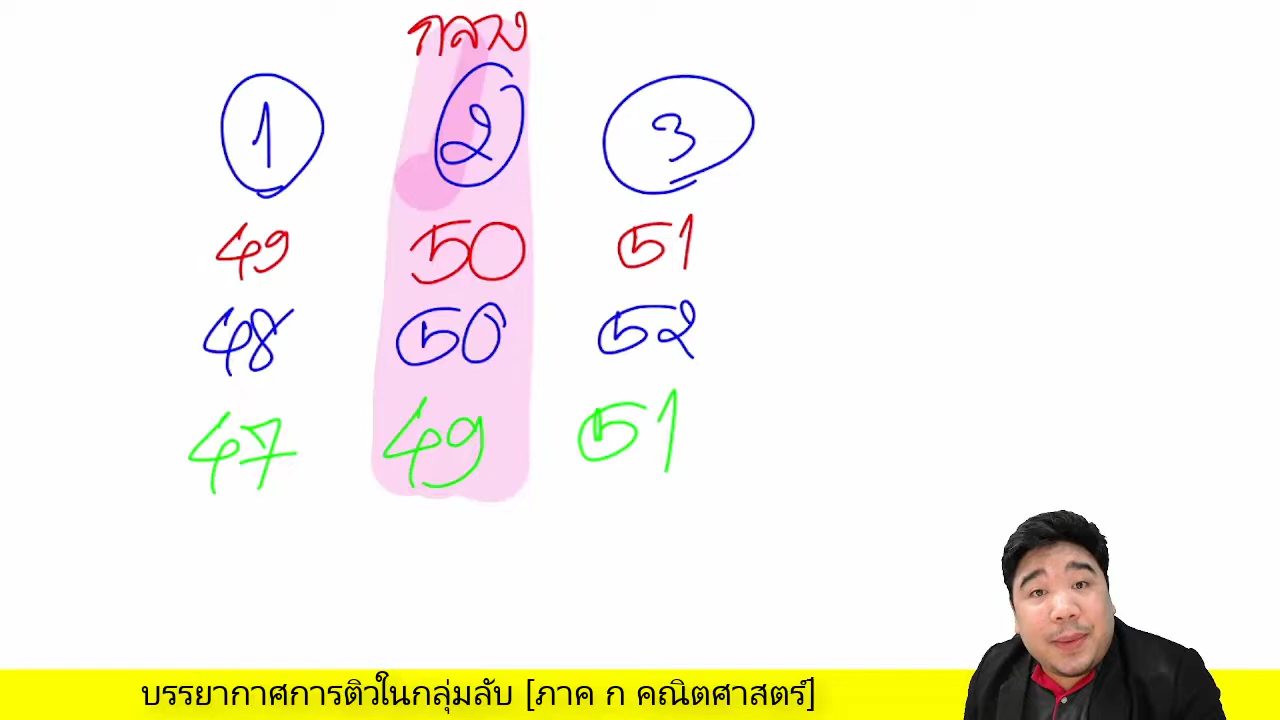 กลาง
1 2 3
49 50 51
48 50 52
47 49 51
บรรยากาศการติวในกลุ่มลับ [ภาค ก คณิตศาสตร์]